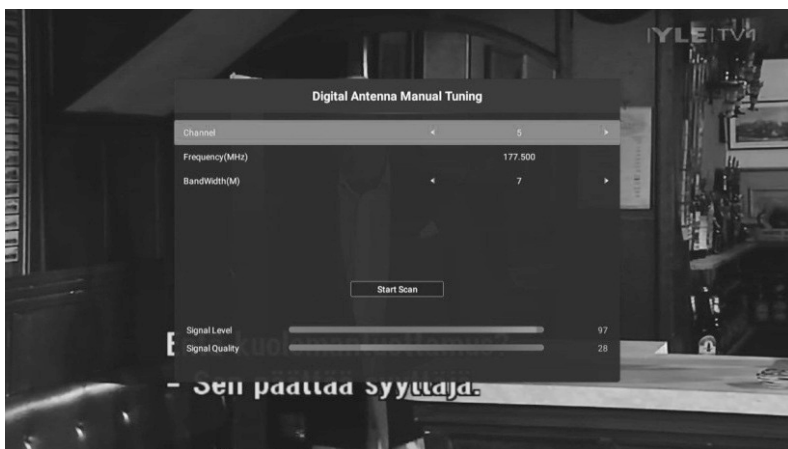 YLE TV1
Digital Antenna Manual Tuning
Channel 5
Frequency(MHz) 177.500
BandWidth(M) 7
Start Scan
Signal Level 97
Signal Quality 28
- Sen päättää syyttäjä.